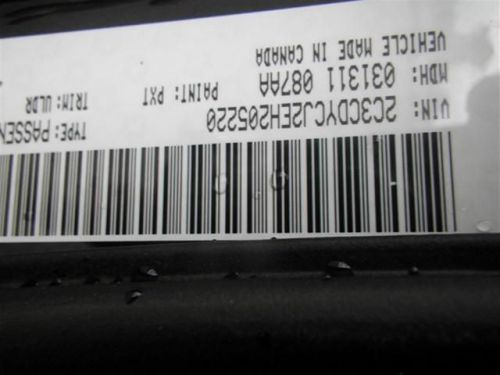 VIN: 2C3CDYCJ2EH205220
TYPE: PASSEN
MDH: 031311 087AA
PAINT: PXT
TRIM: ULDR
VEHICLE MADE IN CANADA